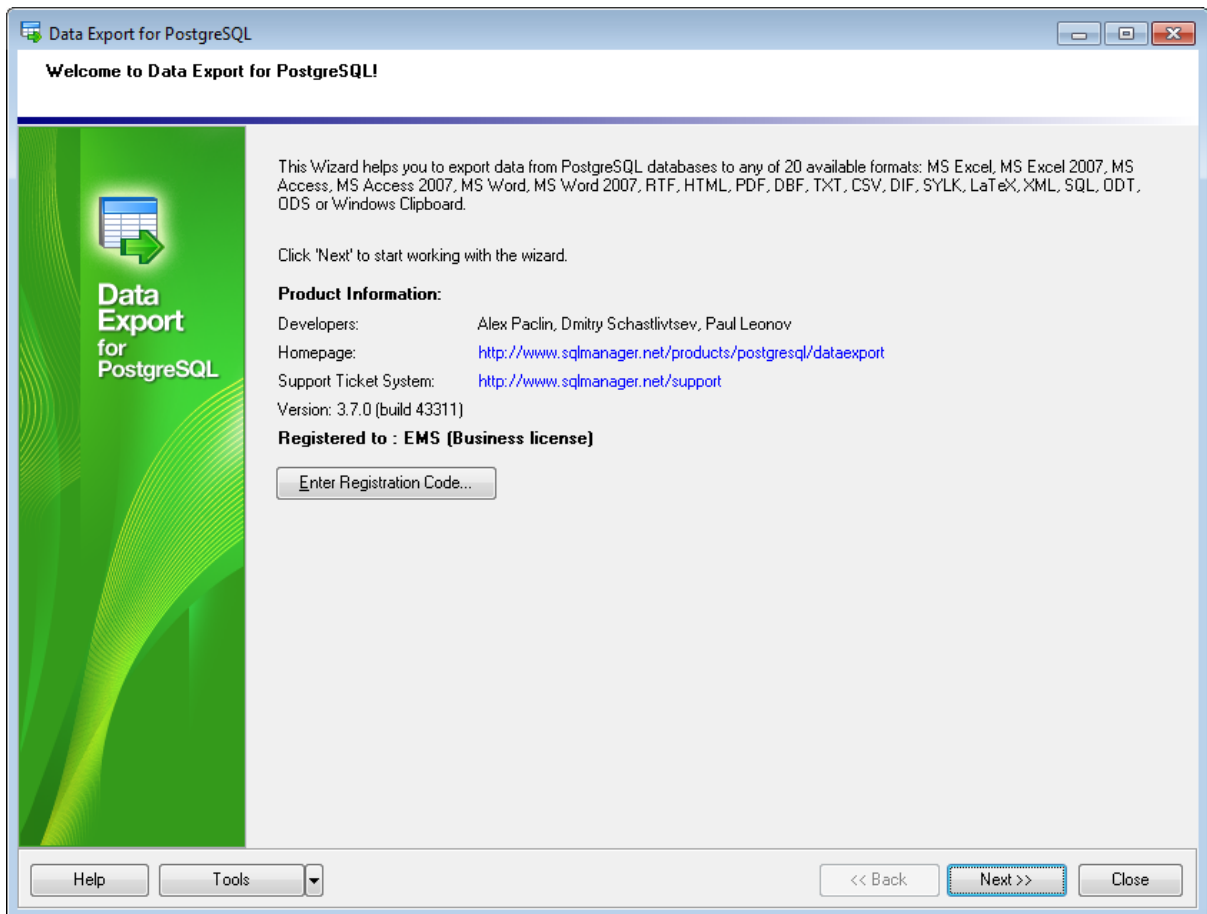 Data Export for PostgreSQL
Welcome to Data Export for PostgreSQL!
Data
Export
for
PostgreSQL
This Wizard helps you to export data from PostgreSQL databases to any of 20 available formats: MS Excel, MS Excel 2007, MS
Access, MS Access 2007, MS Word, MS Word 2007, RTF, HTML, PDF, DBF, TXT, CSV, DIF, SYLK, LaTeX, XML, SQL, ODT,
ODS or Windows Clipboard.
Click 'Next' to start working with the wizard.
Product Information:
Developers: Alex Paclin, Dmitry Schastlivtsev, Paul Leonov
Homepage: http://www.sqlmanager.net/products/postgresql/dataexport
Support Ticket System: http://www.sqlmanager.net/support
Version: 3.7.0 (build 43311)
Registered to : EMS (Business license)
Enter Registration Code...
Help Tools << Back Next >> Close